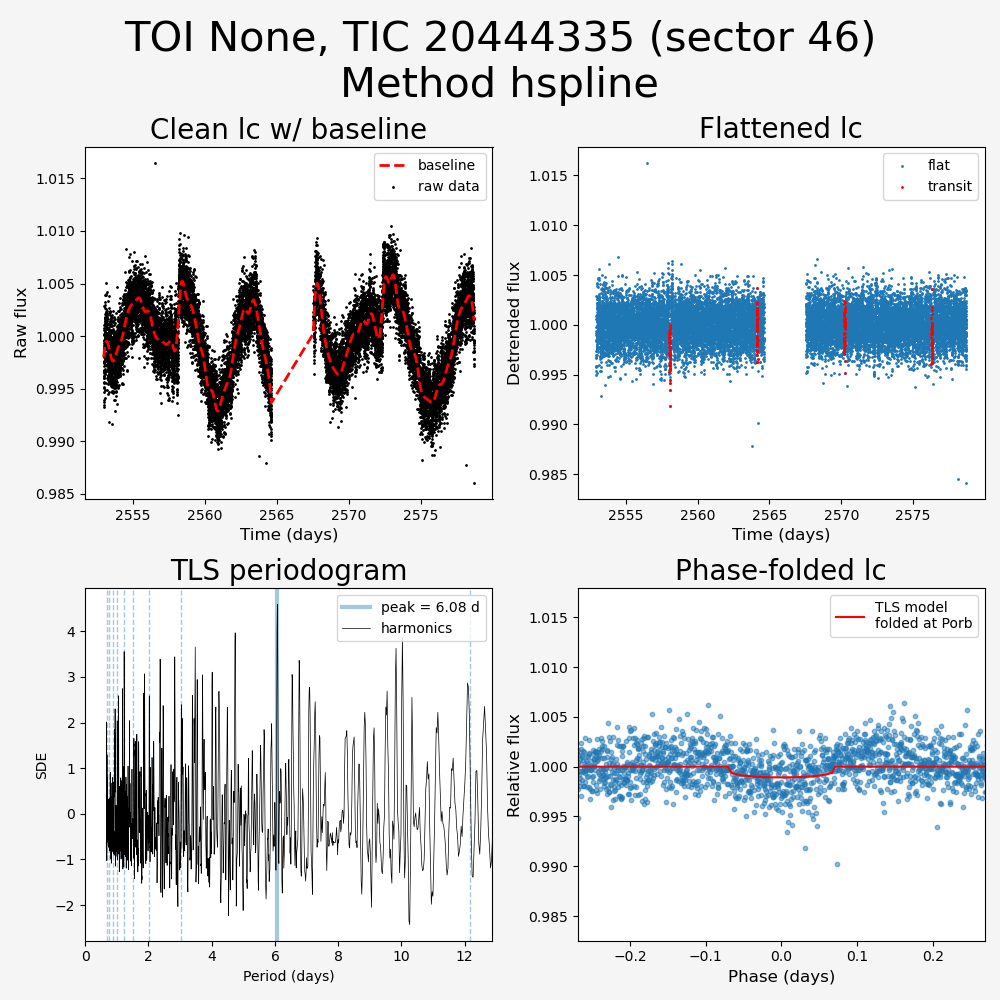 TOI None, TIC 20444335 (sector 46)
Method hspline
Clean lc w/ baseline
baseline
raw data
1.015
1.010
1.005
1.000
0.995
0.990
0.985
Raw flux
2555
2560
2565
2570
2575
Time (days)
Flattened lc
flat
transit
1.015
1.010
1.005
1.000
0.995
0.990
0.985
Detrended flux
2555
2560
2565
2570
2575
Time (days)
TLS periodogram
peak = 6.08 d
harmonics
4
3
2
1
0
−1
−2
SDE
0
2
4
6
8
10
12
Period (days)
Phase-folded lc
TLS model
folded at Porb
1.015
1.010
1.005
1.000
0.995
0.990
0.985
Relative flux
−0.2
−0.1
0.0
0.1
0.2
Phase (days)